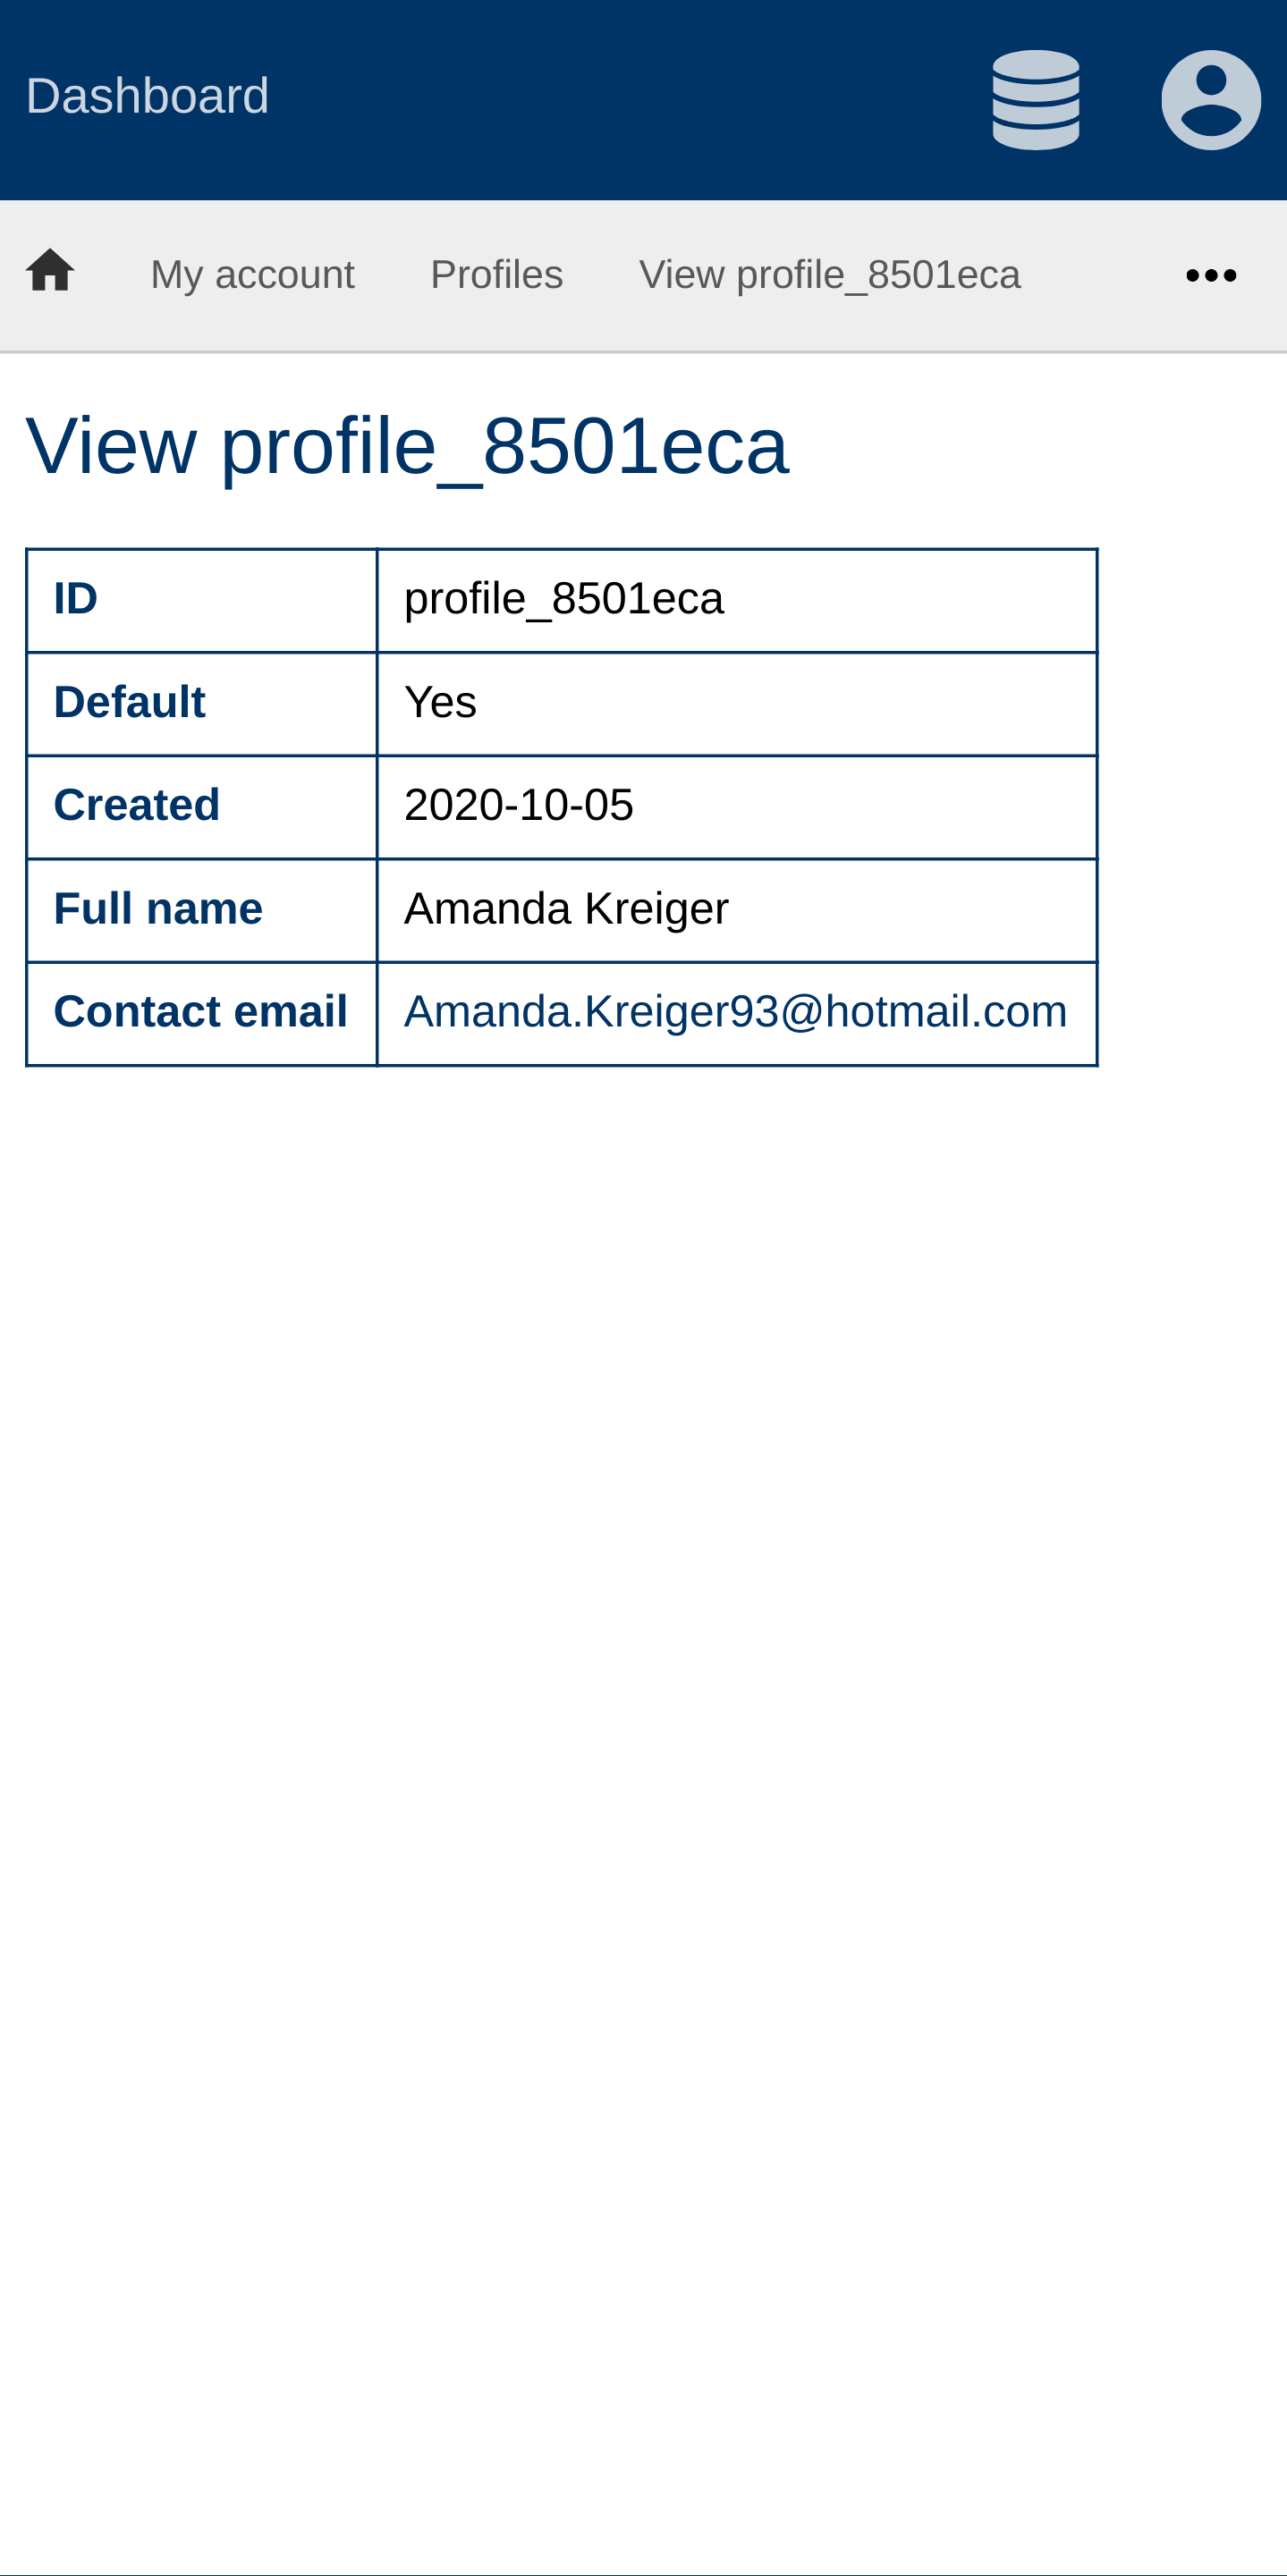 Dashboard
My account Profiles View profile_8501eca
View profile_8501eca
ID profile_8501eca
Default Yes
Created 2020-10-05
Full name Amanda Kreiger
Contact email Amanda.Kreiger93@hotmail.com